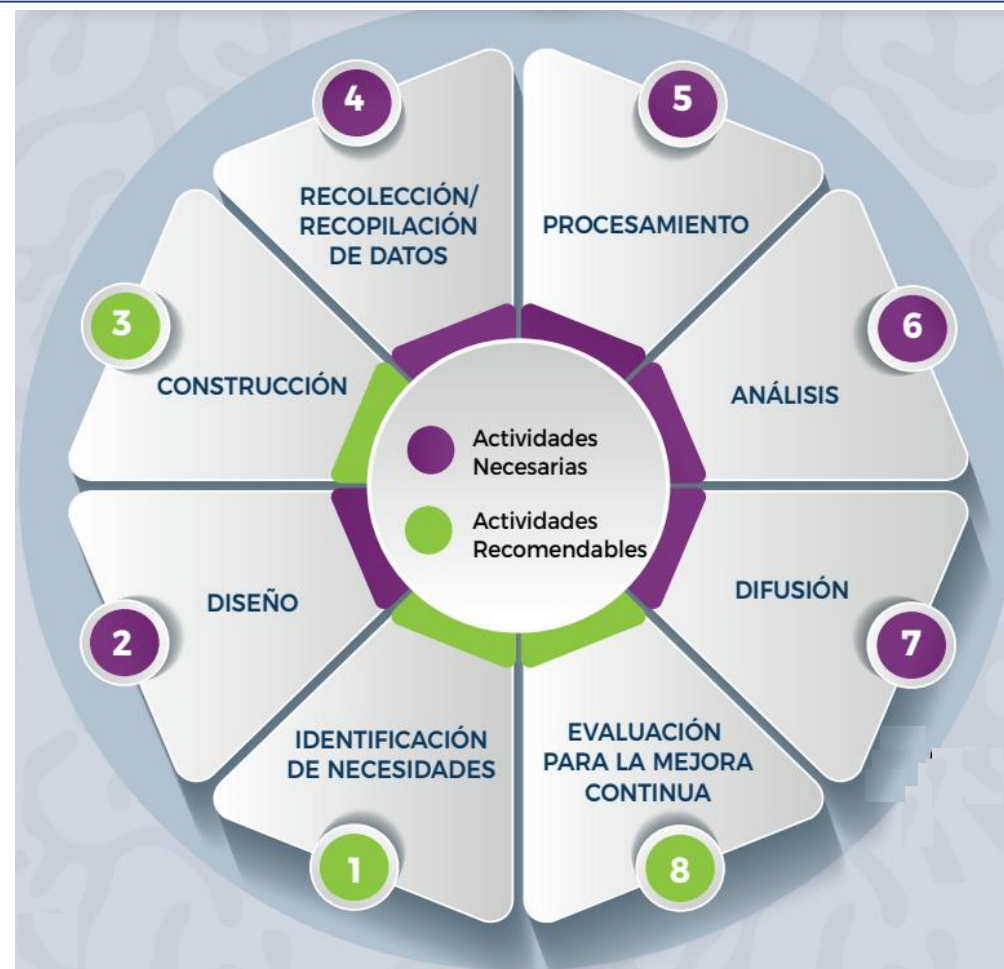 4
RECOLECCIÓN/
RECOPILACIÓN
DE DATOS
5
PROCESAMIENTO
3
CONSTRUCCIÓN
6
ANÁLISIS
Actividades
Necesarias
Actividades
Recomendables
2
DISEÑO
DIFUSIÓN
7
IDENTIFICACIÓN
DE NECESIDADES
1
EVALUACIÓN
PARA LA MEJORA
CONTINUA
8